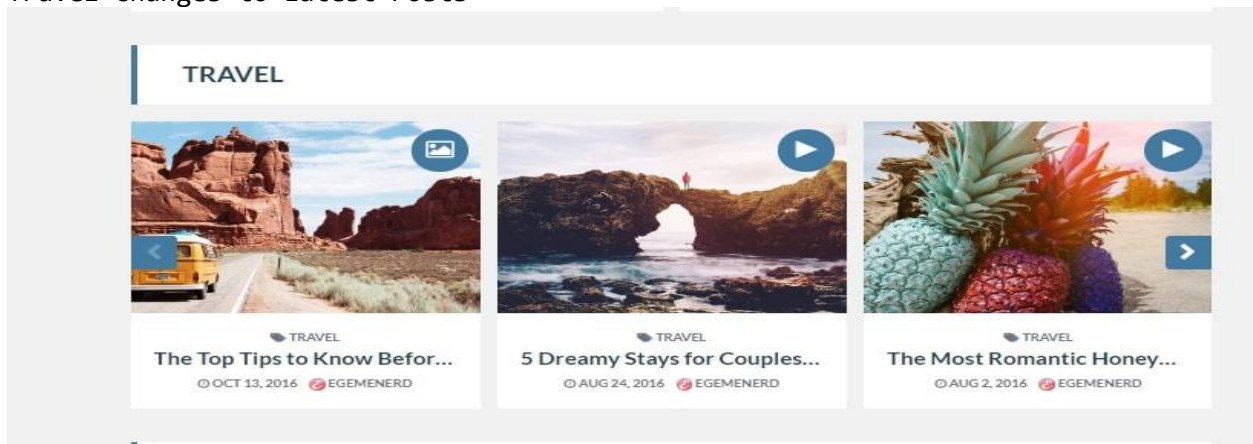 Travel changes to Latest Posts
TRAVEL
TRAVEL
The Top Tips to Know Befor...
OCT 13, 2016 EGEMENERD
TRAVEL
5 Dreamy Stays for Couples...
AUG 24, 2016 EGEMENERD
TRAVEL
The Most Romantic Honey...
AUG 2, 2016 EGEMENERD